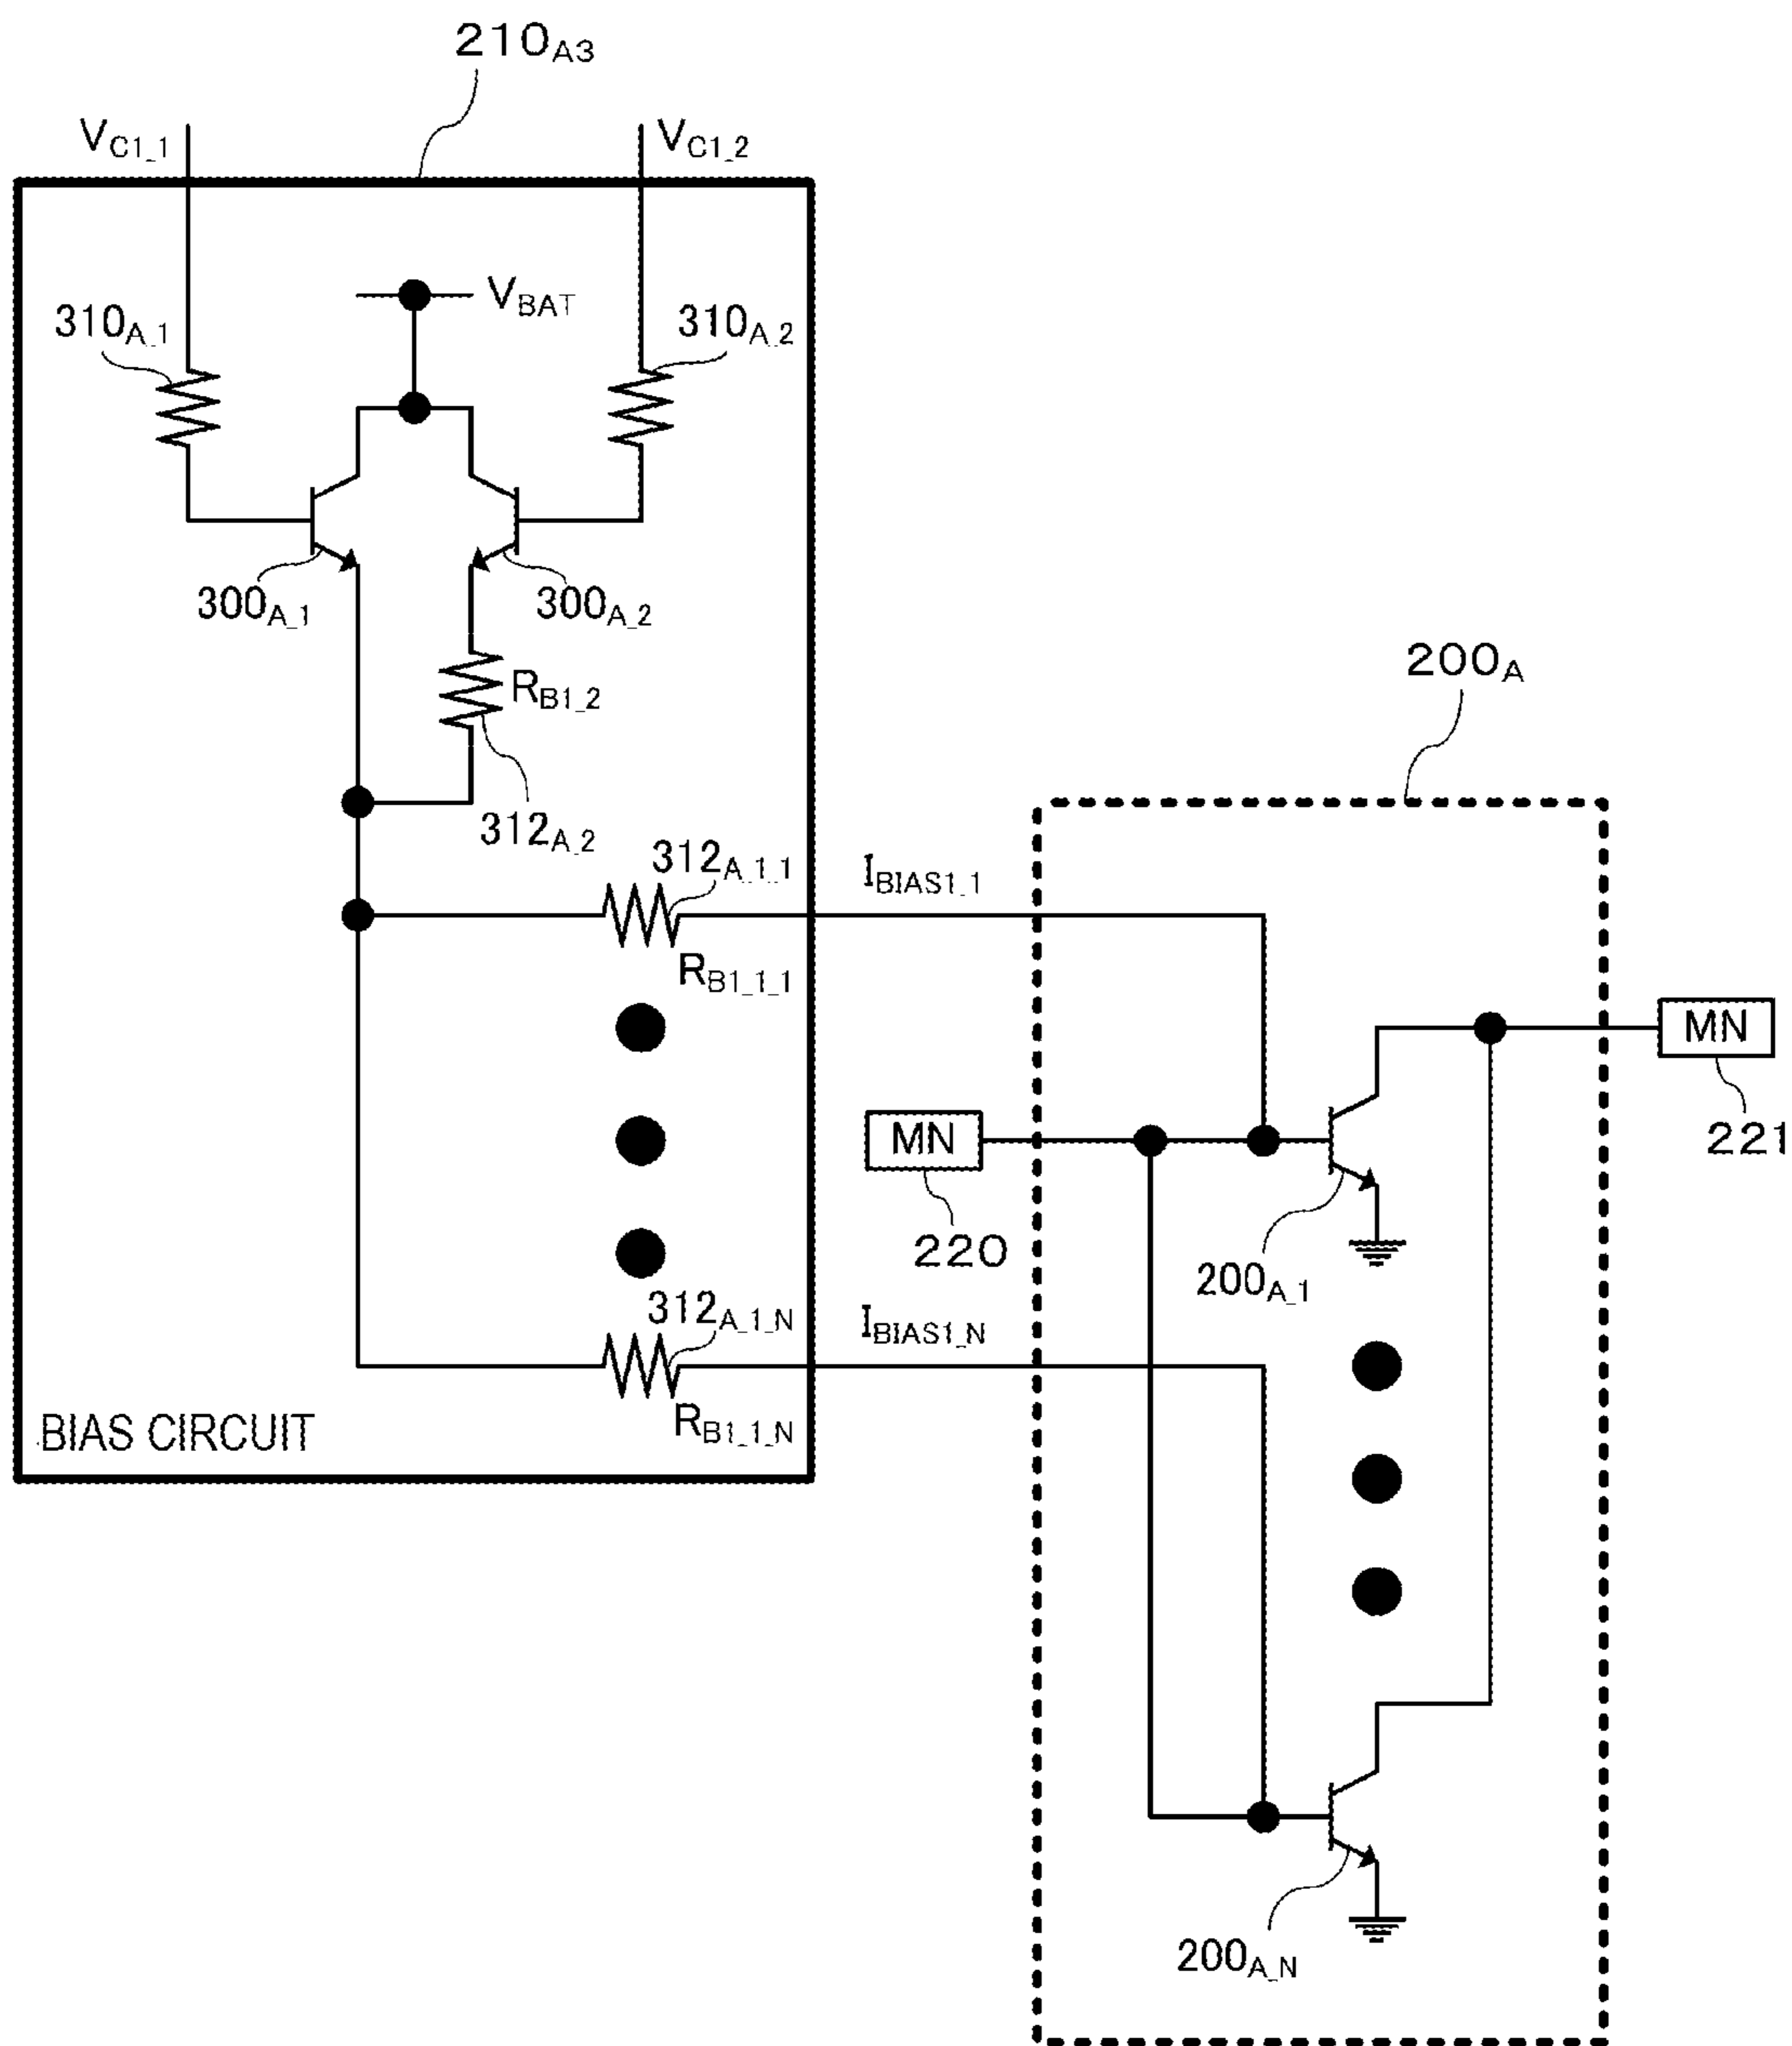 210A3
VC1_1
VC1_2
VBAT
310A_1
310A_2
300A_1
300A_2
RB1_2
312A_2
200A
312A_1_1
IBIAS1_1
RB1_1_1
MN
221
MN
220
200A_1
312A_1_N
IBIAS1_N
RB1_1_N
BIAS CIRCUIT
200A_N